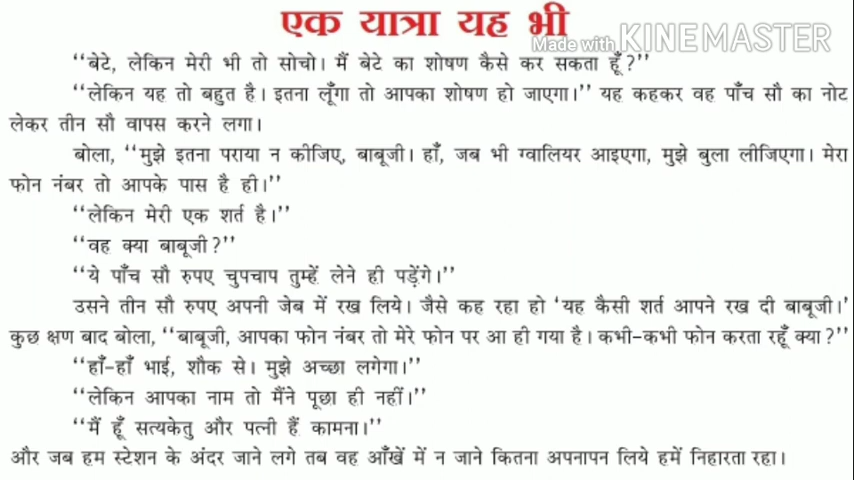 एक यात्रा यह भी
Made with KINEMASTER
‘‘बेटे, लेकिन मेरी भी तो सोचो। मैं बेटे का शोषण कैसे कर सकता हूँ?’’
‘‘लेकिन यह तो बहुत है। इतना लूँगा तो आपका शोषण हो जाएगा।’’ यह कहकर वह पाँच सौ का नोट
लेकर तीन सौ वापस करने लगा।
बोला, ‘‘मुझे इतना पराया न कीजिए, बाबूजी। हाँ, जब भी ग्वालियर आइएगा, मुझे बुला लीजिएगा। मेरा
फोन नंबर तो आपके पास है ही।’’
‘‘लेकिन मेरी एक शर्त है।’’
‘‘वह क्या बाबूजी?’’
‘‘ये पाँच सौ रुपए चुपचाप तुम्हें लेने ही पड़ेंगे।’’
उसने तीन सौ रुपए अपनी जेब में रख लिये। जैसे कह रहा हो ‘यह कैसी शर्त आपने रख दी बाबूजी।’
कुछ क्षण बाद बोला, ‘‘बाबूजी, आपका फोन नंबर तो मेरे फोन पर आ ही गया है। कभी-कभी फोन करता रहूँ क्या?’’
‘‘हाँ-हाँ भाई, शौक से। मुझे अच्छा लगेगा।’’
‘‘लेकिन आपका नाम तो मैंने पूछा ही नहीं।’’
‘‘मैं हूँ सत्यकेतु और पत्नी हैं कामना।’’
और जब हम स्टेशन के अंदर जाने लगे तब वह आँखें में न जाने कितना अपनापन लिये हमें निहारता रहा।